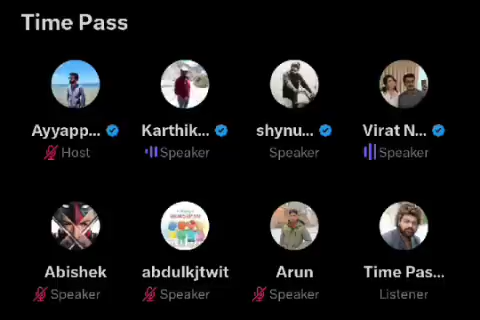 Time Pass
Ayyapp... Karthik... shynu... Virat N...
Host Speaker Speaker Speaker
Abishek abdulkjtwit Arun Time Pas...
Speaker Speaker Speaker Listener